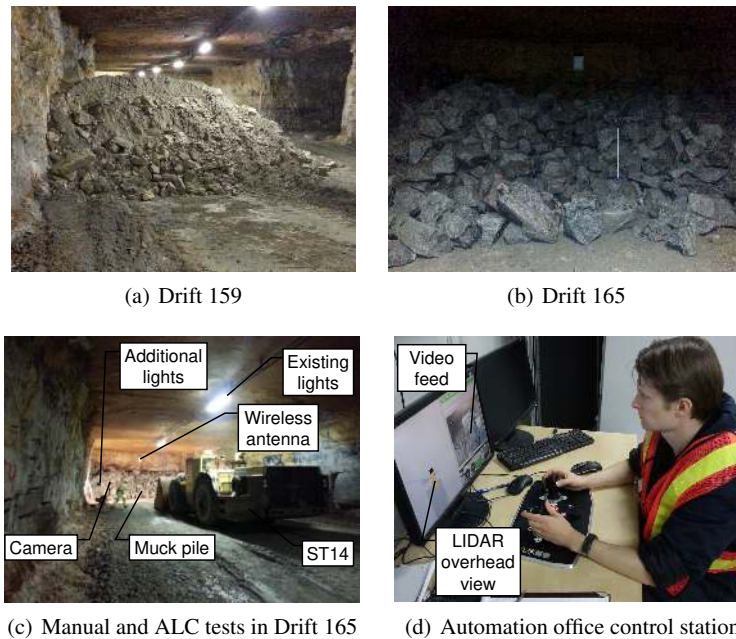 (a) Drift 159
(b) Drift 165
Additional
lights
Existing
lights
Wireless
antenna
Camera
Muck pile
ST14
(c) Manual and ALC tests in Drift 165
Video
feed
LIDAR
overhead
view
(d) Automation office control station